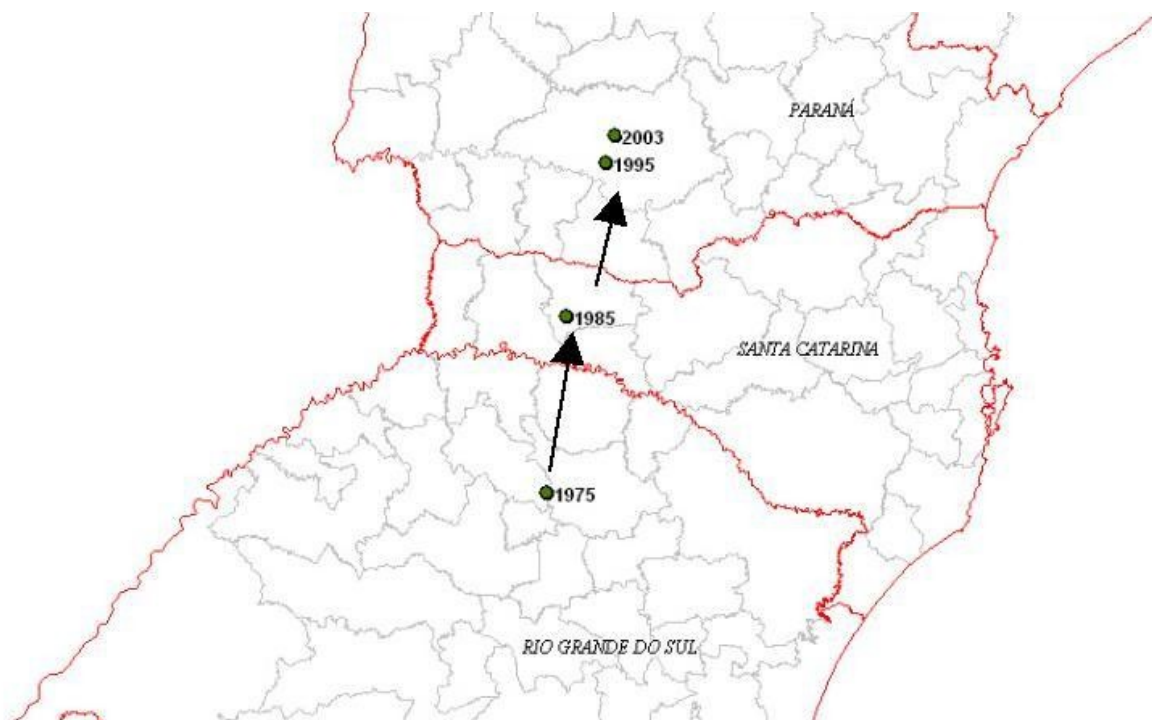 PARANÁ
2003
1995
1985
SANTA CATARINA
1975
RIO GRANDE DO SUL